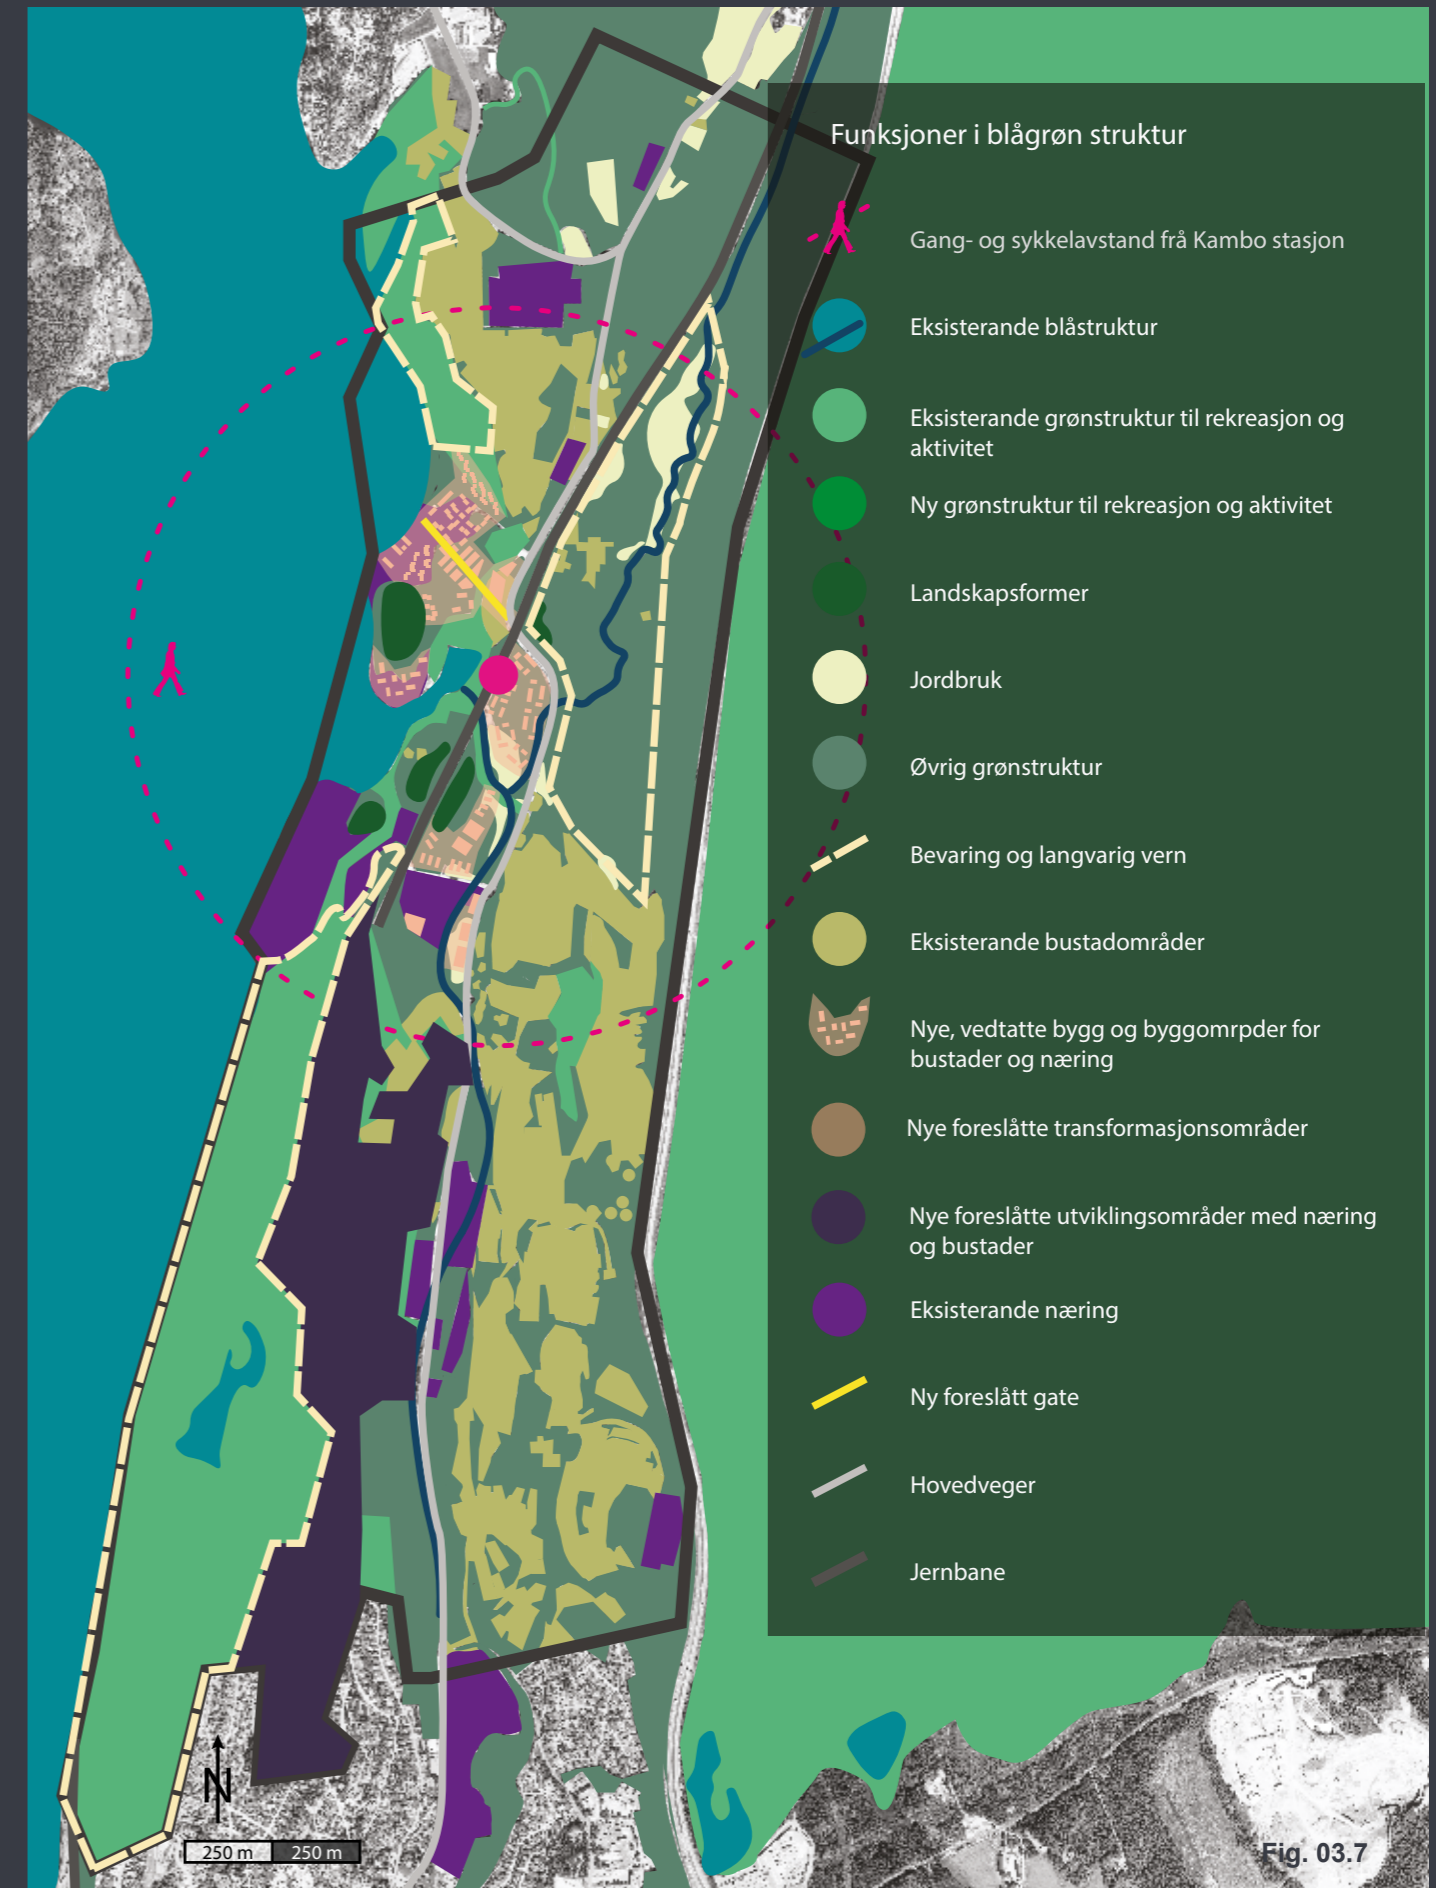 Funksjoner i blågrøn struktur
Gang- og sykkelavstand frå Kambo stasjon
Eksisterande blåstruktur
Eksisterande grønstruktur til rekreasjon og
aktivitet
Ny grønstruktur til rekreasjon og aktivitet
Landskapsformer
Jordbruk
Øvrig grønstruktur
Bevaring og langvarig vern
Eksisterande bustadområder
Nye, vedtatte bygg og byggomrpder for
bustader og næring
Nye foreslåtte transformasjonsområder
Nye foreslåtte utviklingsområder med næring
og bustader
Eksisterande næring
Ny foreslått gate
Hovedveger
Jernbane
N
250 m 250 m
Fig. 03.7